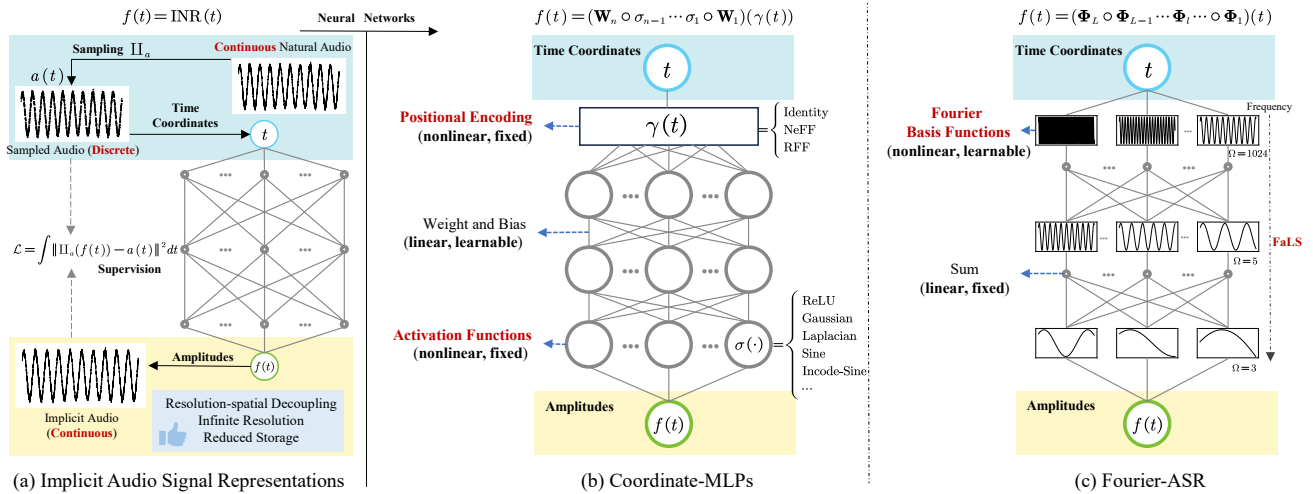 f(t)=INR(t)
Neural Networks
Sampling Ш_a
Continuous Natural Audio
a(t)
Time
Coordinates
t
Sampled Audio (Discrete)
ℒ=∫‖Ш_a(f(t))−a(t)‖²dt
Supervision
Amplitudes
f(t)
Implicit Audio
(Continuous)
Resolution-spatial Decoupling
Infinite Resolution
Reduced Storage
(a) Implicit Audio Signal Representations
f(t)=(W_n∘σ_{n−1}⋯σ_1∘W_1)(γ(t))
Time Coordinates
t
Positional Encoding
(nonlinear, fixed)
γ(t)
=
Identity
NeFF
RFF
Weight and Bias
(linear, learnable)
Activation Functions
(nonlinear, fixed)
σ(·)
=
ReLU
Gaussian
Laplacian
Sine
Incode-Sine
...
Amplitudes
f(t)
(b) Coordinate-MLPs
f(t)=(Φ_L∘Φ_{L−1}⋯Φ_l⋯∘Φ_1)(t)
Time Coordinates
t
Frequency
Fourier
Basis Functions
(nonlinear, learnable)
Ω=1024
FaLS
Ω=5
Sum
(linear, fixed)
Ω=3
Amplitudes
f(t)
(c) Fourier-ASR